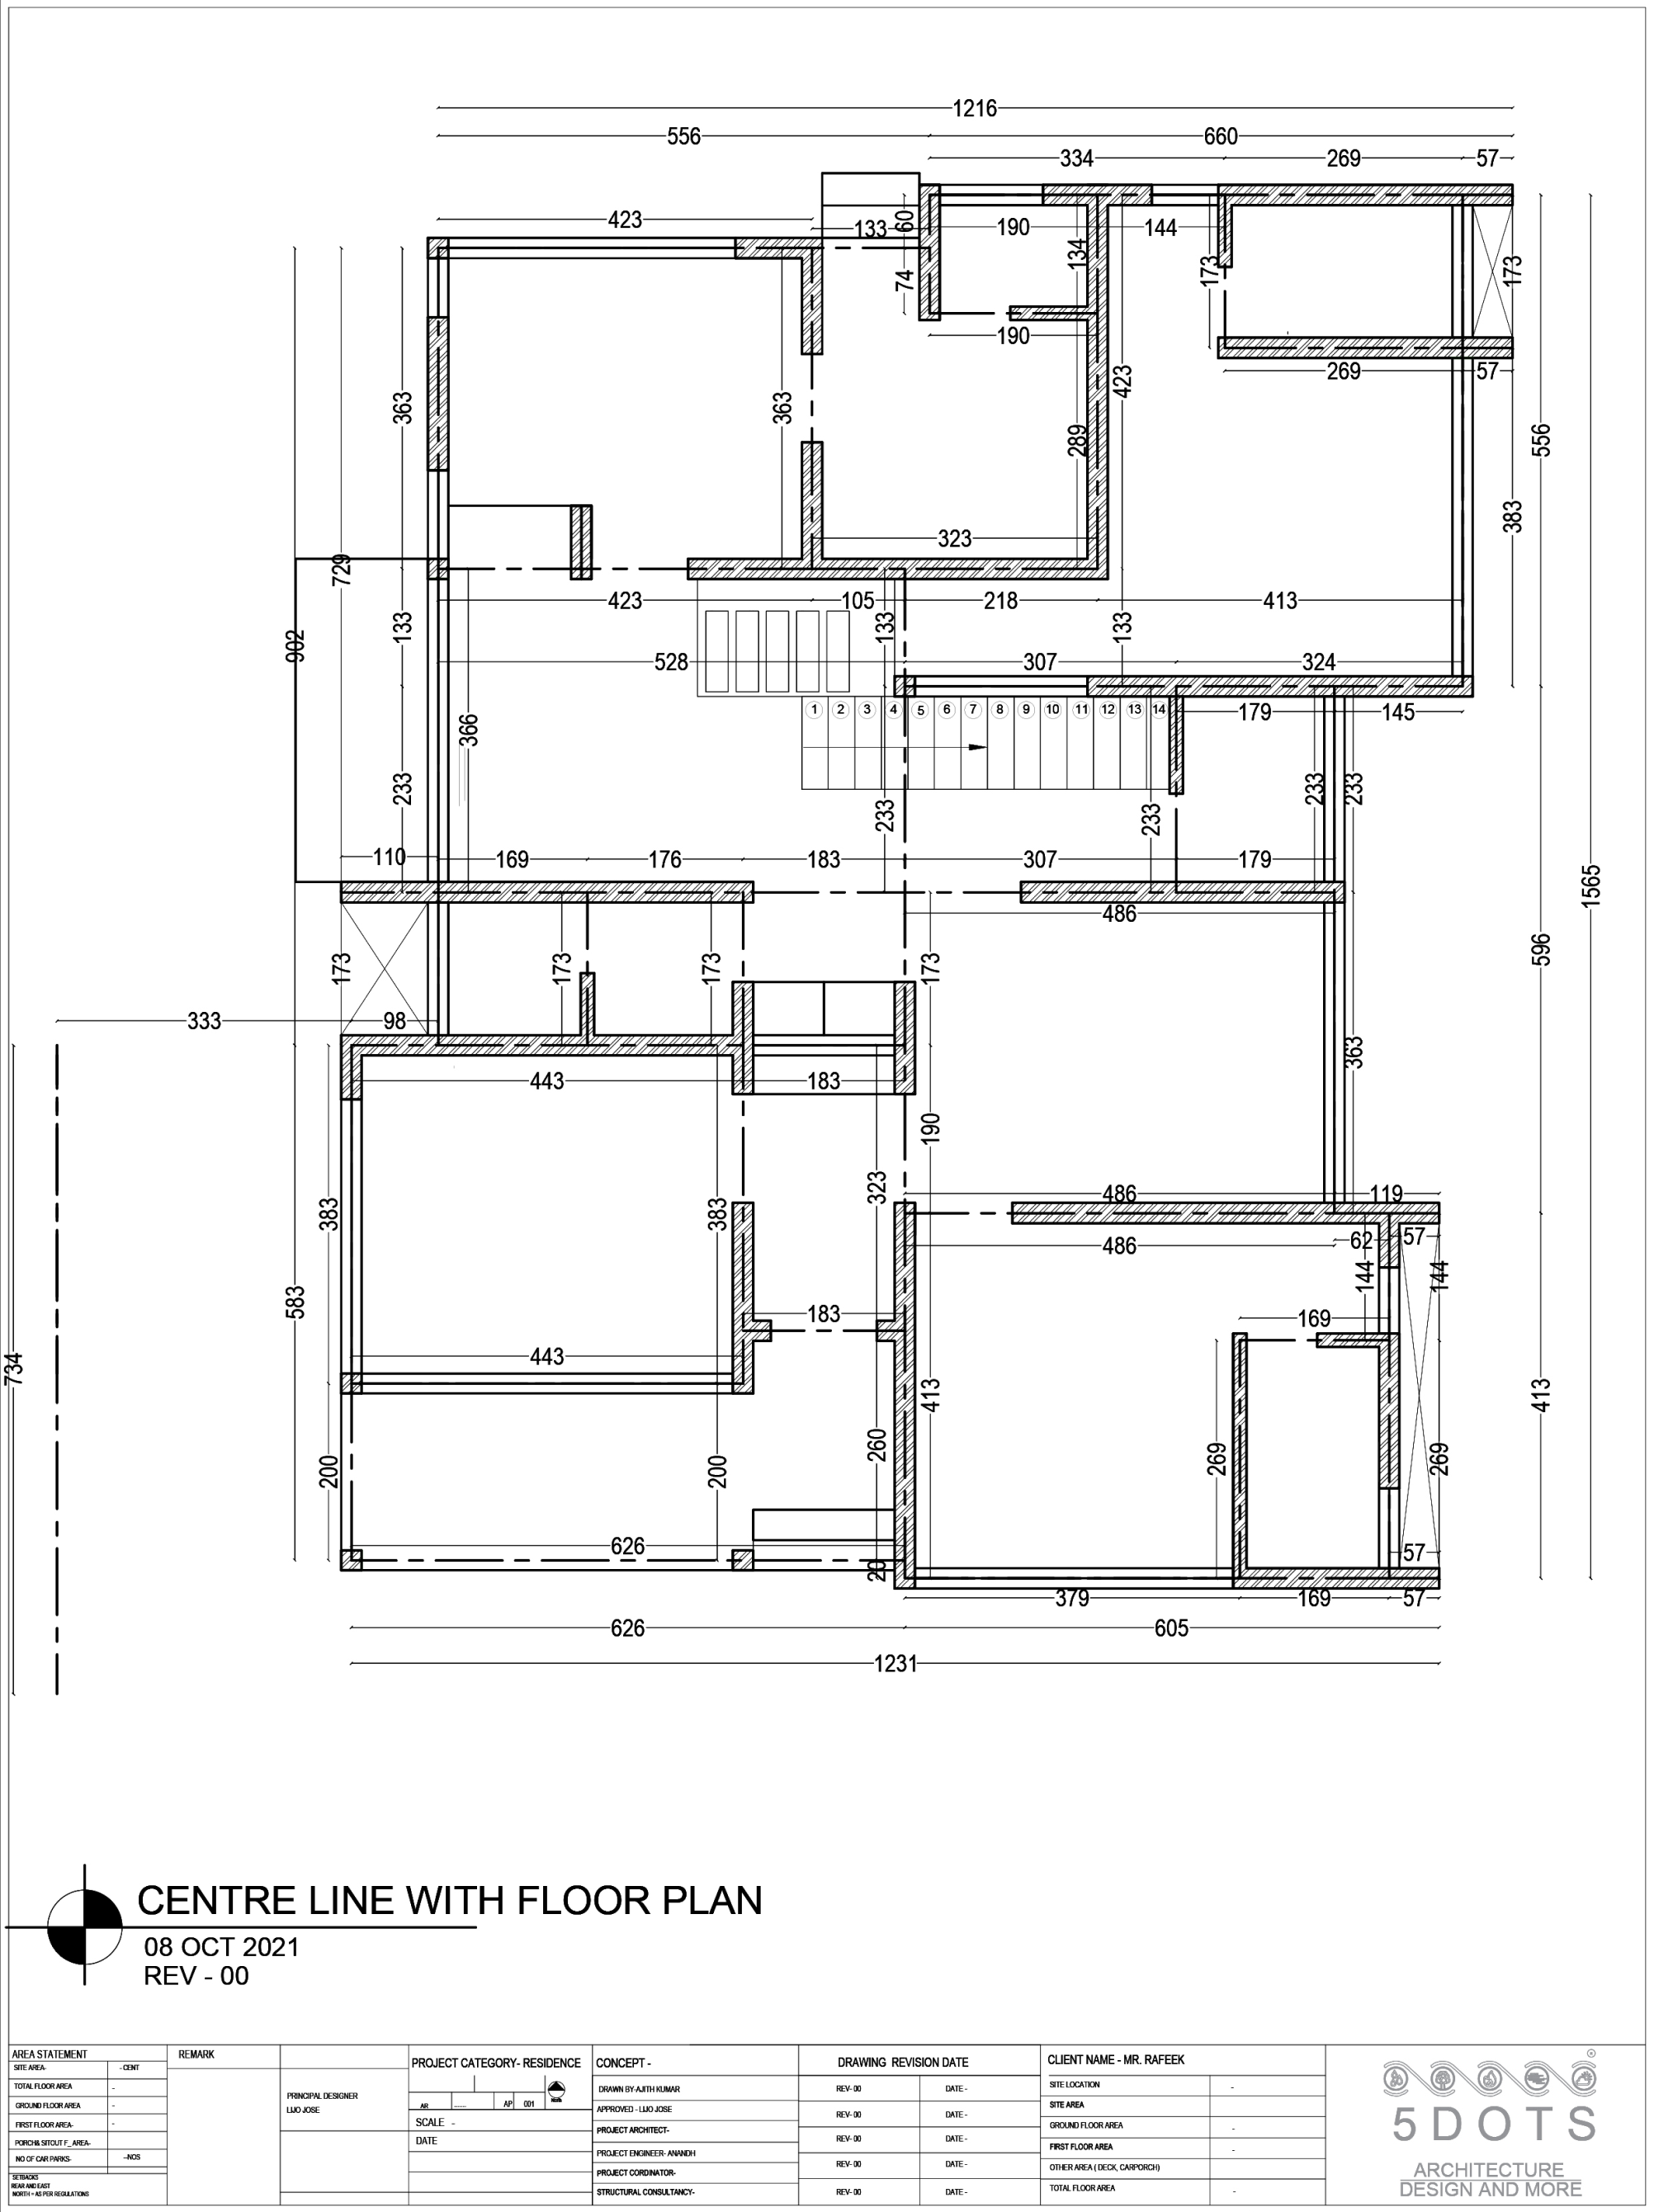 1216
556 660
334 269 57
423 133 60 190 144
134 173 173
74
190
269 57
363 363 423 289 556
383
323
729
423 105 218 413
902 133 133 133
528 307 324
1 2 3 4 5 6 7 8 9 10 11 12 13 14
179 145
366
233 233 233 233 233
110 169 176 183 307 179
1565
486
173 173 173 173 596
333 98
363
443 183
190
383 383 323 486 119
486 62 57
144 144
583
183 169
443
734
413 413
200 200 260 269 269
626 57
20
379 169 57
626 605
1231
CENTRE LINE WITH FLOOR PLAN
08 OCT 2021
REV - 00
AREA STATEMENT
SITE AREA- - CENT
TOTAL FLOOR AREA -
GROUND FLOOR AREA -
FIRST FLOOR AREA- -
PORCH& SITOUT F_ AREA-
NO OF CAR PARKS- --NOS
SETBACKS
REAR AND EAST
NORTH - AS PER REGULATIONS
REMARK
PRINCIPAL DESIGNER
LIJO JOSE
PROJECT CATEGORY- RESIDENCE
AR ....... AP 001
SCALE -
DATE
CONCEPT -
DRAWN BY-AJITH KUMAR
APPROVED - LIJO JOSE
PROJECT ARCHITECT-
PROJECT ENGINEER- ANANDH
PROJECT CORDINATOR-
STRUCTURAL CONSULTANCY-
DRAWING REVISION DATE
REV- 00 DATE -
REV- 00 DATE -
REV- 00 DATE -
REV- 00 DATE -
REV- 00 DATE -
CLIENT NAME - MR. RAFEEK
SITE LOCATION -
SITE AREA
GROUND FLOOR AREA -
FIRST FLOOR AREA -
OTHER AREA ( DECK, CARPORCH)
TOTAL FLOOR AREA -
®
5 DOTS
ARCHITECTURE
DESIGN AND MORE